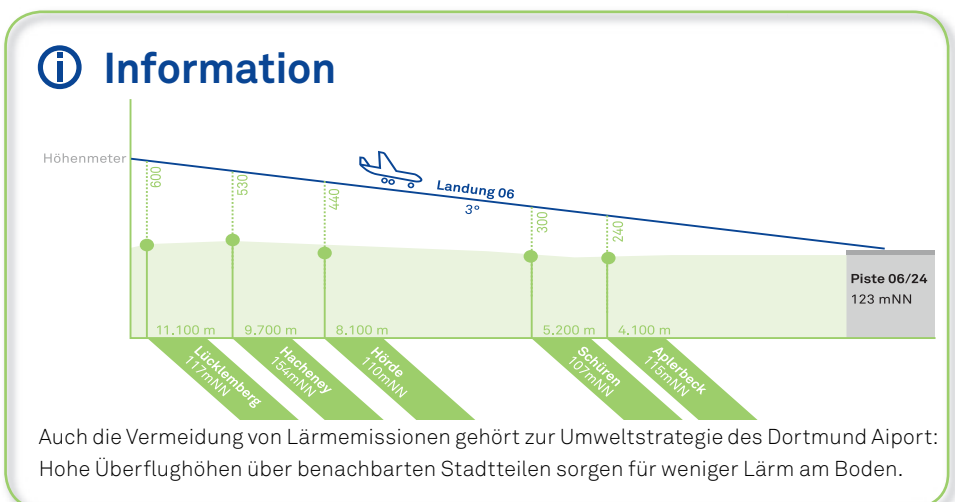 Information
Höhenmeter
600
530
440
Landung 06
3°
300
240
Piste 06/24
123 mNN
11.100 m
9.700 m
8.100 m
5.200 m
4.100 m
Lücklemberg
117mNN
Hacheney
154mNN
Hörde
110mNN
Schüren
107mNN
Aplerbeck
115mNN
Auch die Vermeidung von Lärmemissionen gehört zur Umweltstrategie des Dortmund Aiport:
Hohe Überflughöhen über benachbarten Stadtteilen sorgen für weniger Lärm am Boden.